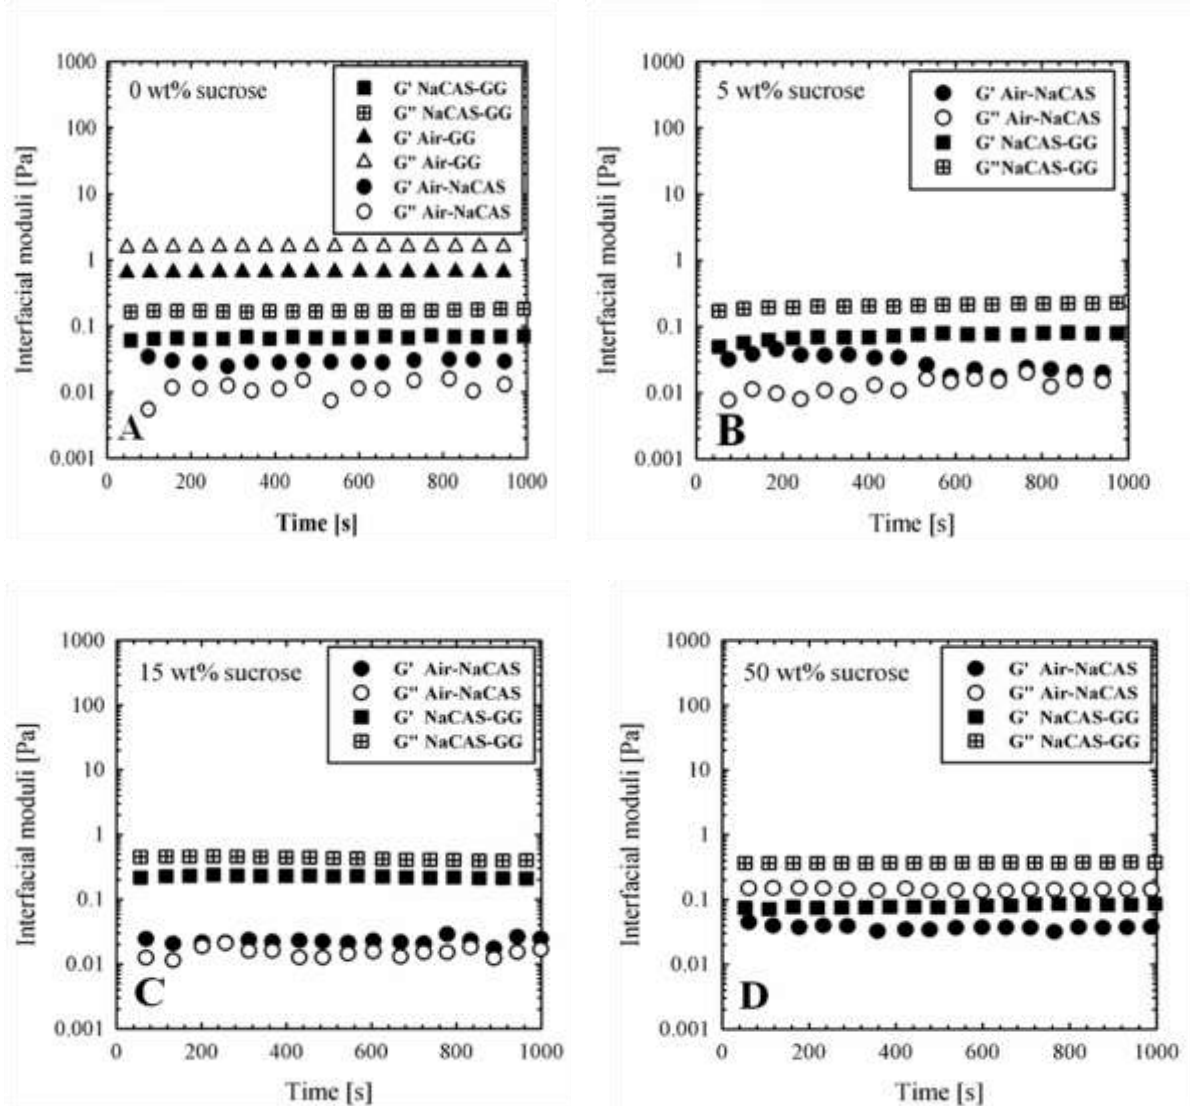 1000
100
10
1
0.1
0.01
0.001
Interfacial moduli [Pa]
0 wt% sucrose
G' NaCAS-GG
G" NaCAS-GG
G' Air-GG
G" Air-GG
G' Air-NaCAS
G" Air-NaCAS
A
0 200 400 600 800 1000
Time [s]
1000
100
10
1
0.1
0.01
0.001
Interfacial moduli [Pa]
5 wt% sucrose
G' Air-NaCAS
G" Air-NaCAS
G' NaCAS-GG
G"NaCAS-GG
B
0 200 400 600 800 1000
Time [s]
1000
100
10
1
0.1
0.01
0.001
Interfacial moduli [Pa]
15 wt% sucrose
G' Air-NaCAS
G" Air-NaCAS
G' NaCAS-GG
G" NaCAS-GG
C
0 200 400 600 800 1000
Time [s]
1000
100
10
1
0.1
0.01
0.001
Interfacial moduli [Pa]
50 wt% sucrose
G' Air-NaCAS
G" Air-NaCAS
G' NaCAS-GG
G" NaCAS-GG
D
0 200 400 600 800 1000
Time [s]